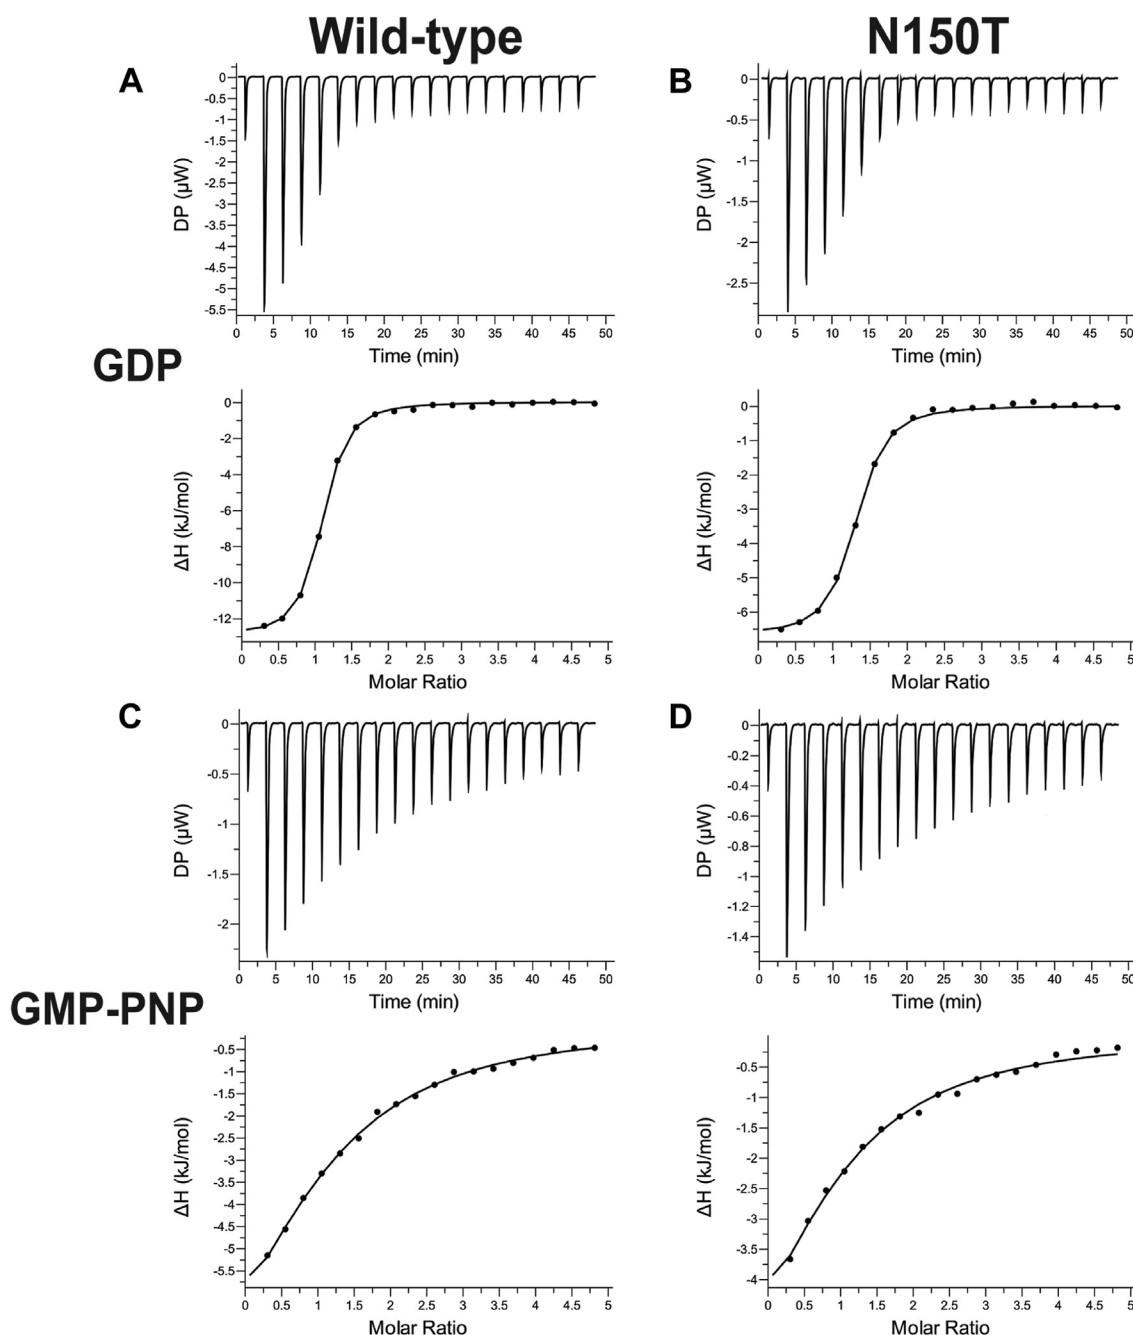 Wild-type N150T
A B
0 0
-0.5 -0.5
-1 -1
-1.5 -1.5
-2 -2
-2.5 -2.5
-3
-3.5
-4
-4.5
-5
-5.5
DP (µW) DP (µW)
0 5 10 15 20 25 30 35 40 45 50 0 5 10 15 20 25 30 35 40 45 50
Time (min) Time (min)
GDP
0 0
-2 -1
-4 -2
-6 -3
-8 -4
-10 -5
-12 -6
ΔH (kJ/mol) ΔH (kJ/mol)
0 0.5 1 1.5 2 2.5 3 3.5 4 4.5 5 0 0.5 1 1.5 2 2.5 3 3.5 4 4.5 5
Molar Ratio Molar Ratio
C D
0 0
-0.5 -0.2
-1 -0.4
-1.5 -0.6
-2 -0.8
-1
-1.2
-1.4
DP (µW) DP (µW)
0 5 10 15 20 25 30 35 40 45 50 0 5 10 15 20 25 30 35 40 45 50
Time (min) Time (min)
GMP-PNP
-0.5 -0.5
-1 -1
-1.5 -1.5
-2 -2
-2.5 -2.5
-3 -3
-3.5 -3.5
-4 -4
-4.5
-5
-5.5
ΔH (kJ/mol) ΔH (kJ/mol)
0 0.5 1 1.5 2 2.5 3 3.5 4 4.5 5 0 0.5 1 1.5 2 2.5 3 3.5 4 4.5 5
Molar Ratio Molar Ratio